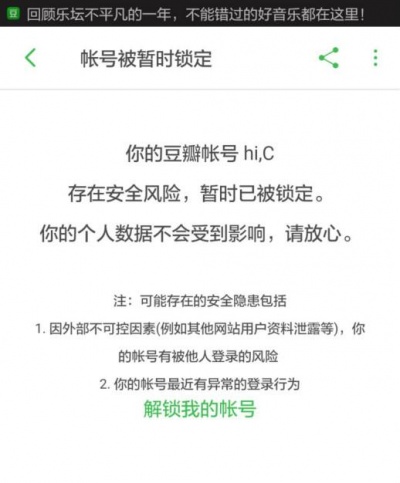 豆 回顾乐坛不平凡的一年，不能错过的好音乐都在这里！
帐号被暂时锁定
你的豆瓣帐号 hi,C
存在安全风险，暂时已被锁定。
你的个人数据不会受到影响，请放心。
注：可能存在的安全隐患包括
1. 因外部不可控因素(例如其他网站用户资料泄露等)，你
的帐号有被他人登录的风险
2. 你的帐号最近有异常的登录行为
解锁我的帐号